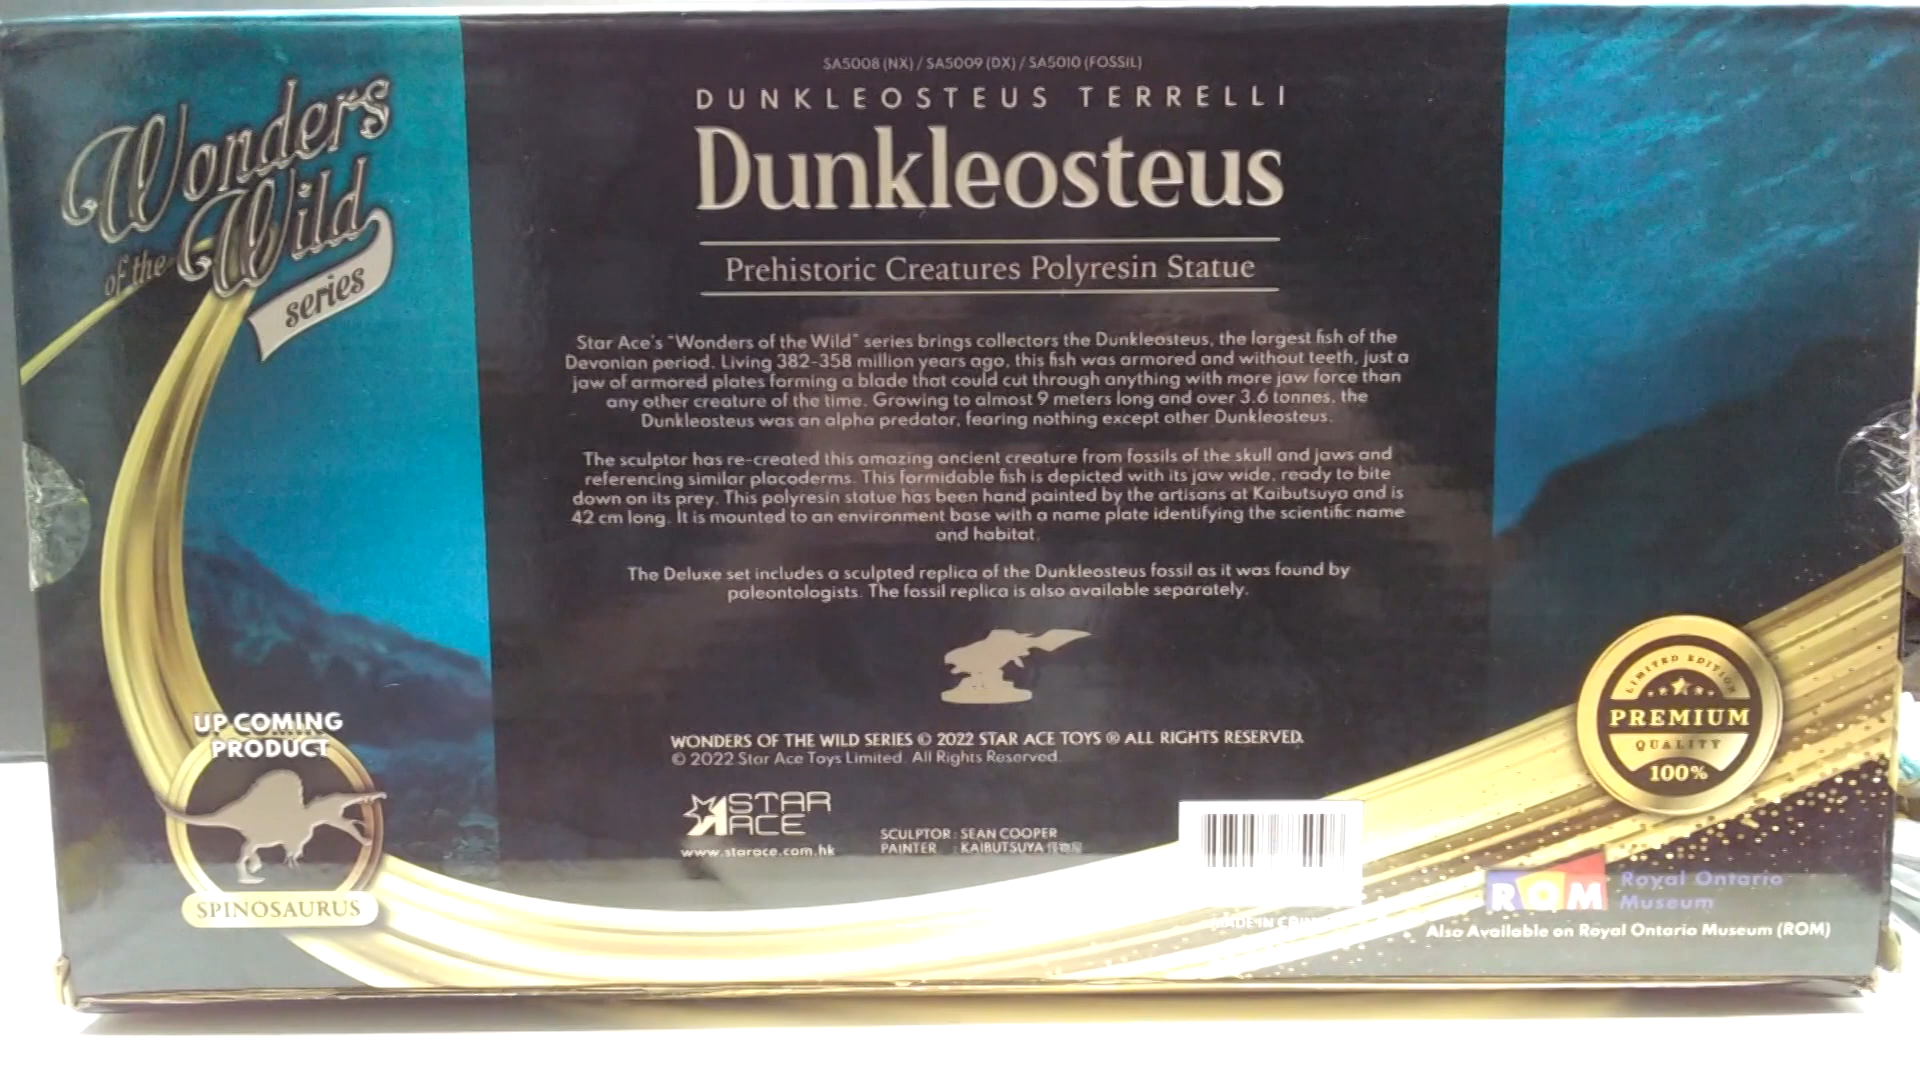 Wonders
of the Wild
series
SA5008 (NX) / SA5009 (DX) / SA5010 (FOSSIL)
DUNKLEOSTEUS TERRELLI
Dunkleosteus
Prehistoric Creatures Polyresin Statue
Star Ace's "Wonders of the Wild" series brings collectors the Dunkleosteus, the largest fish of the
Devonian period. Living 382-358 million years ago, this fish was armored and without teeth, just a
jaw of armored plates forming a blade that could cut through anything with more jaw force than
any other creature of the time. Growing to almost 9 meters long and over 3.6 tonnes, the
Dunkleosteus was an alpha predator, fearing nothing except other Dunkleosteus.
The sculptor has re-created this amazing ancient creature from fossils of the skull and jaws and
referencing similar placoderms. This formidable fish is depicted with its jaw wide, ready to bite
down on its prey. This polyresin statue has been hand painted by the artisans at Kaibutsuya and is
42 cm long. It is mounted to an environment base with a name plate identifying the scientific name
and habitat.
The Deluxe set includes a sculpted replica of the Dunkleosteus fossil as it was found by
paleontologists. The fossil replica is also available separately.
UP COMING
PRODUCT
SPINOSAURUS
WONDERS OF THE WILD SERIES © 2022 STAR ACE TOYS ® ALL RIGHTS RESERVED.
© 2022 Star Ace Toys Limited. All Rights Reserved.
STAR
ACE
www.starace.com.hk
SCULPTOR : SEAN COOPER
PAINTER : KAIBUTSUYA 怪物屋
MADE IN CHINA
LIMITED EDITION
PREMIUM
QUALITY
100%
ROM
Royal Ontario
Museum
Also Available on Royal Ontario Museum (ROM)